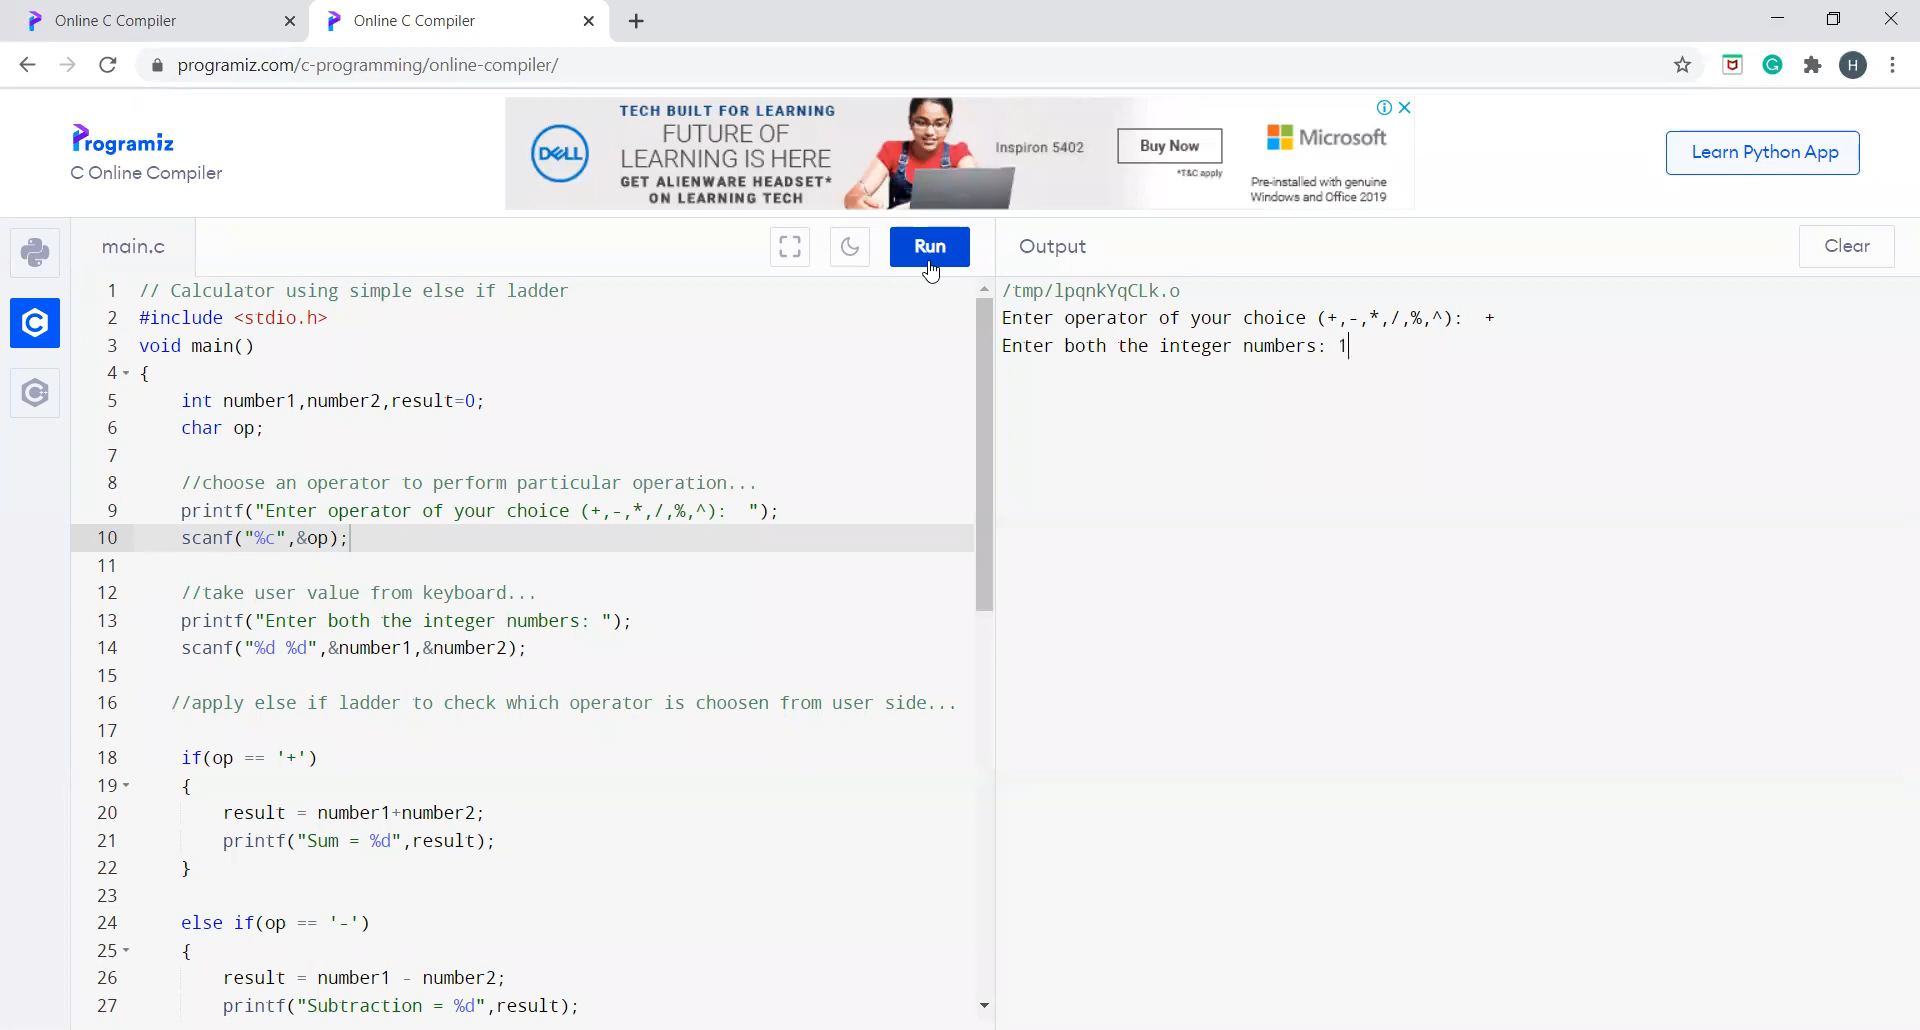 Online C Compiler
Online C Compiler
programiz.com/c-programming/online-compiler/
H
Programiz
C Online Compiler
DELL
TECH BUILT FOR LEARNING
FUTURE OF
LEARNING IS HERE
GET ALIENWARE HEADSET*
ON LEARNING TECH
Inspiron 5402
Buy Now
*T&C apply
Microsoft
Pre-installed with genuine
Windows and Office 2019
Learn Python App
main.c
Run
Output
Clear
1 // Calculator using simple else if ladder
2 #include <stdio.h>
3 void main()
4 {
5 int number1,number2,result=0;
6 char op;
7
8 //choose an operator to perform particular operation...
9 printf("Enter operator of your choice (+,-,*,/,%,^):  ");
10 scanf("%c",&op);
11
12 //take user value from keyboard...
13 printf("Enter both the integer numbers: ");
14 scanf("%d %d",&number1,&number2);
15
16 //apply else if ladder to check which operator is choosen from user side...
17
18 if(op == '+')
19 {
20 result = number1+number2;
21 printf("Sum = %d",result);
22 }
23
24 else if(op == '-')
25 {
26 result = number1 - number2;
27 printf("Subtraction = %d",result);
/tmp/lpqnkYqCLk.o
Enter operator of your choice (+,-,*,/,%,^):  +
Enter both the integer numbers: 1